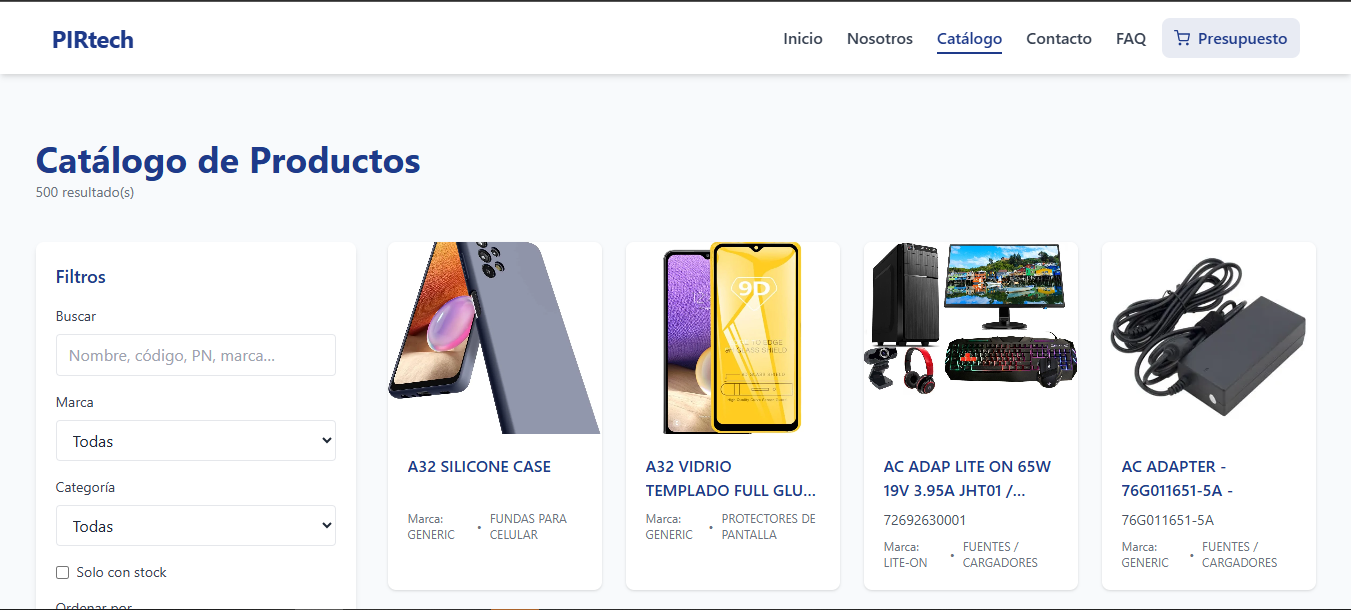 PIRtech
Inicio
Nosotros
Catálogo
Contacto
FAQ
Presupuesto
Catálogo de Productos
500 resultado(s)
Filtros
Buscar
Nombre, código, PN, marca...
Marca
Todas
Categoría
Todas
Solo con stock
Ordenar por
9D
A32 SILICONE CASE
Marca:
GENERIC
•
FUNDAS PARA
CELULAR
A32 VIDRIO
TEMPLADO FULL GLU...
Marca:
GENERIC
•
PROTECTORES DE
PANTALLA
AC ADAP LITE ON 65W
19V 3.95A JHT01 /...
72692630001
Marca:
LITE-ON
•
FUENTES /
CARGADORES
AC ADAPTER -
76G011651-5A -
76G011651-5A
Marca:
GENERIC
•
FUENTES /
CARGADORES